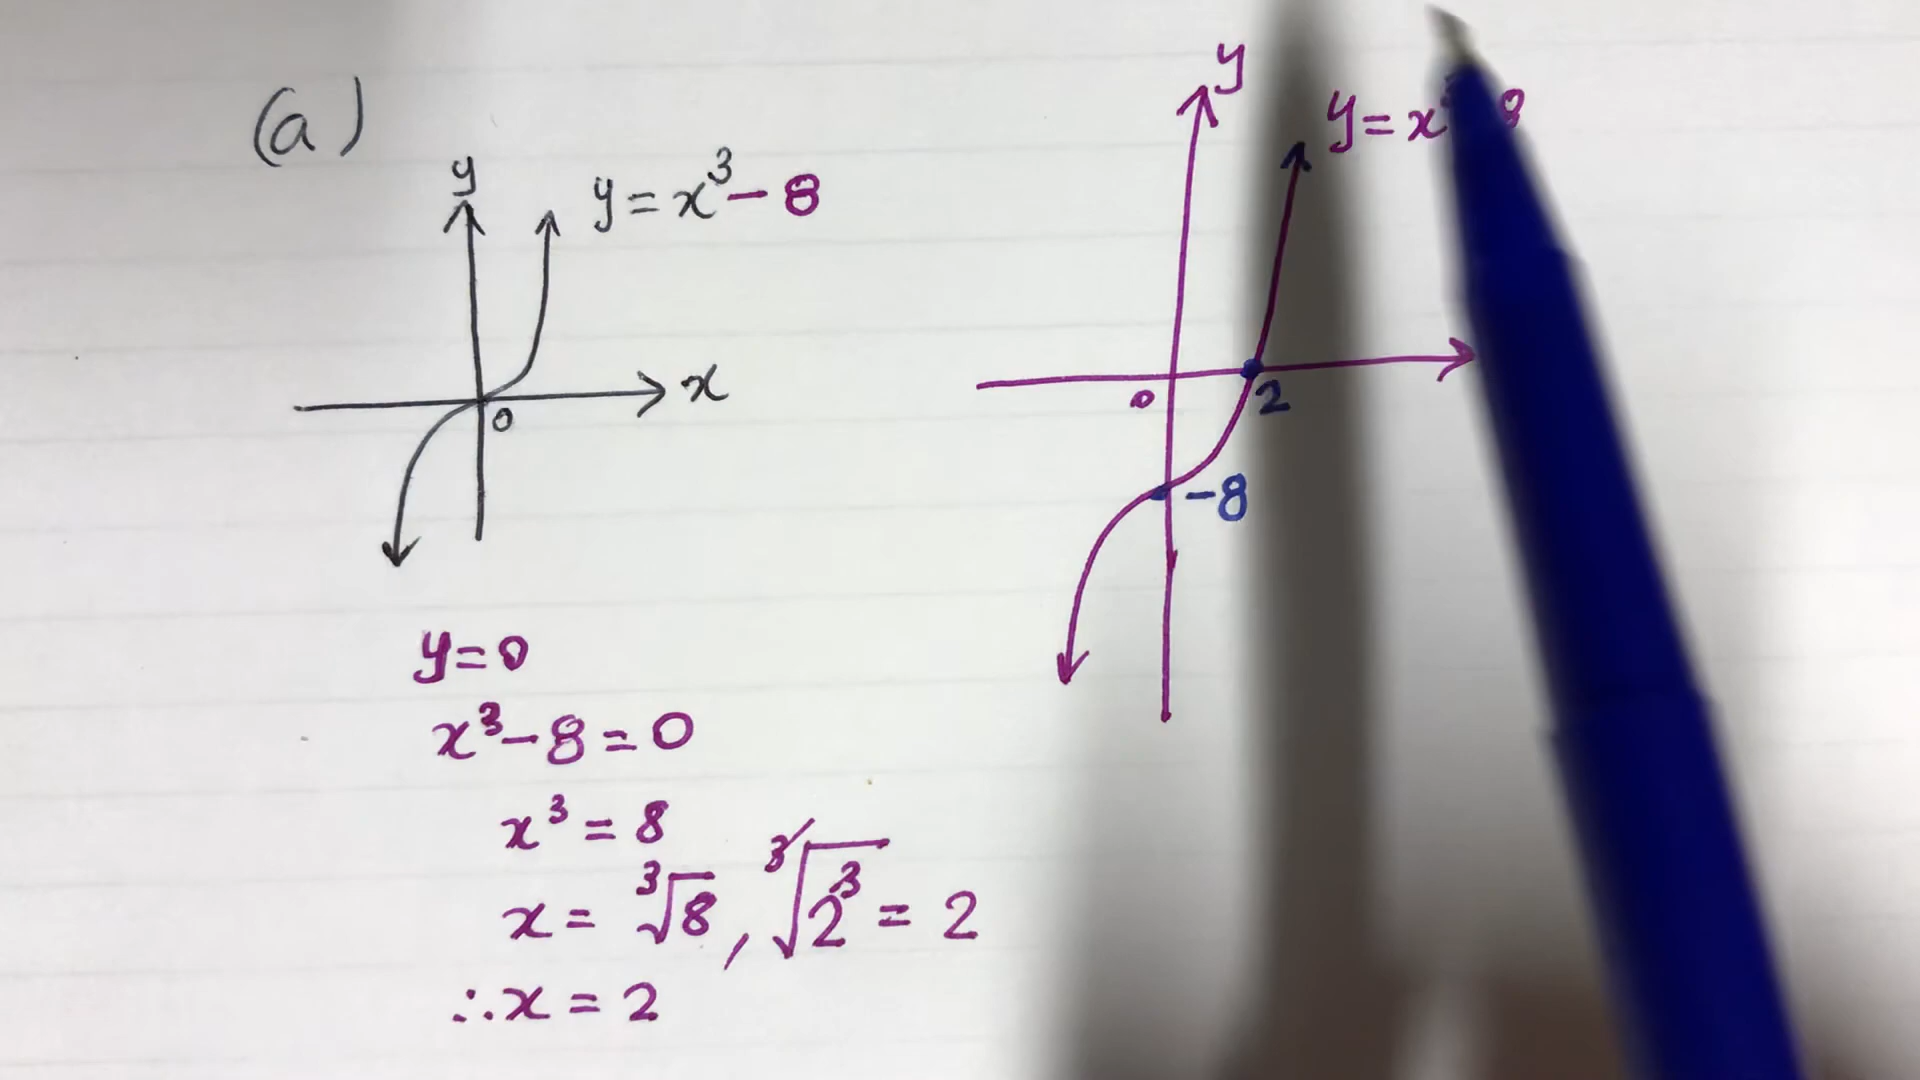 (a)
y
y = x³ - 8
x
0
y = 0
x³ - 8 = 0
x³ = 8
x = ∛8 , ∛2³ = 2
∴ x = 2
y
y = x
0
2
-8